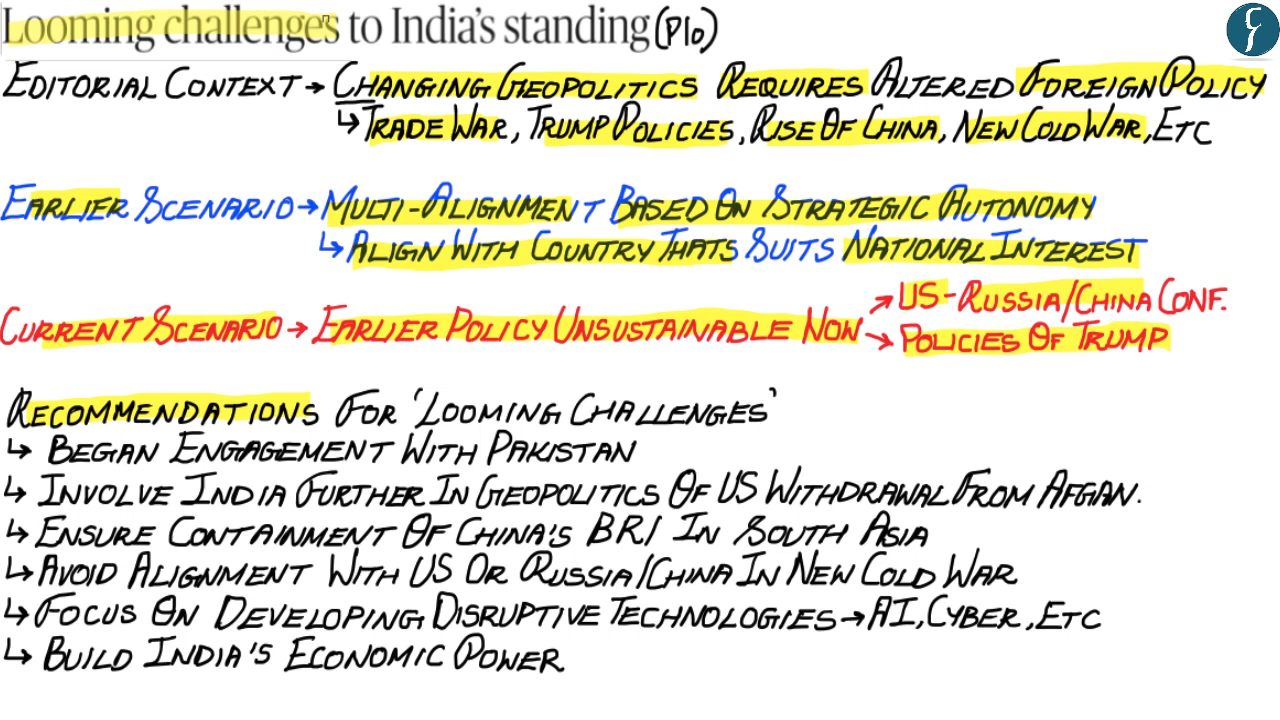 Looming challenges to India's standing (P10)
EDITORIAL CONTEXT → CHANGING GEOPOLITICS REQUIRES ALTERED FOREIGN POLICY
↳ TRADE WAR, TRUMP POLICIES, RISE OF CHINA, NEW COLD WAR, ETC
EARLIER SCENARIO → MULTI-ALIGNMENT BASED ON STRATEGIC AUTONOMY
↳ ALIGN WITH COUNTRY THATS SUITS NATIONAL INTEREST
CURRENT SCENARIO → EARLIER POLICY UNSUSTAINABLE NOW
→ US-RUSSIA/CHINA CONF.
→ POLICIES OF TRUMP
RECOMMENDATIONS FOR 'LOOMING CHALLENGES'
↳ BEGAN ENGAGEMENT WITH PAKISTAN
↳ INVOLVE INDIA FURTHER IN GEOPOLITICS OF US WITHDRAWAL FROM AFGAN.
↳ ENSURE CONTAINMENT OF CHINA'S BRI IN SOUTH ASIA
↳ AVOID ALIGNMENT WITH US OR RUSSIA/CHINA IN NEW COLD WAR
↳ FOCUS ON DEVELOPING DISRUPTIVE TECHNOLOGIES → AI, CYBER, ETC
↳ BUILD INDIA'S ECONOMIC POWER